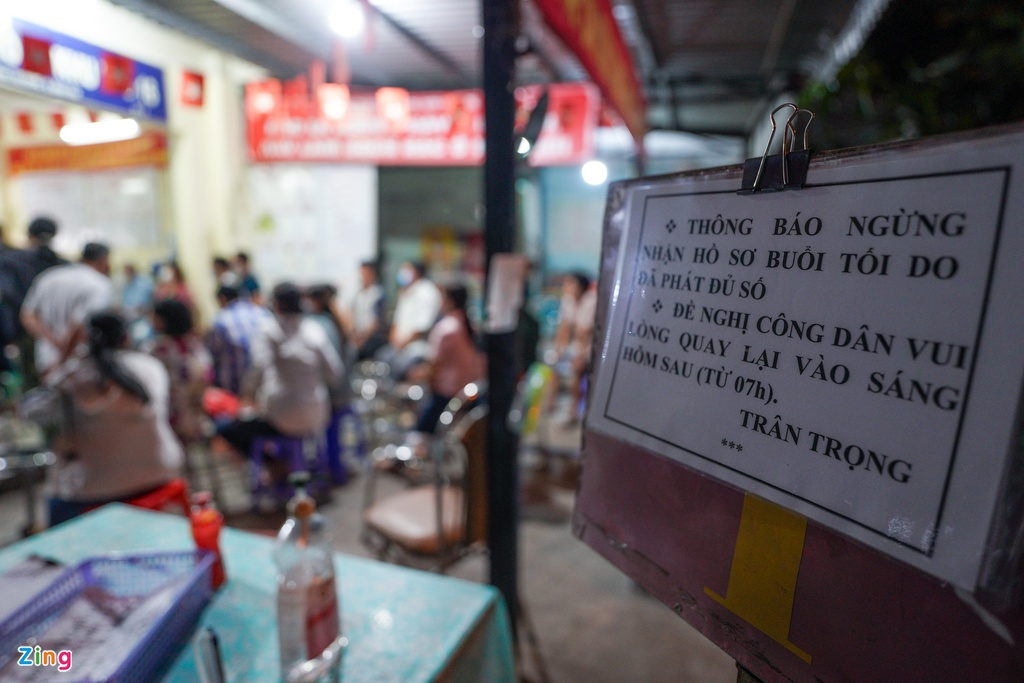 ❖ THÔNG BÁO NGỪNG
NHẬN HỒ SƠ BUỔI TỐI DO
ĐÃ PHÁT ĐỦ SỐ
❖ ĐỀ NGHỊ CÔNG DÂN VUI
LÒNG QUAY LẠI VÀO SÁNG
HÔM SAU (TỪ 07h).
TRÂN TRỌNG
***
Zing